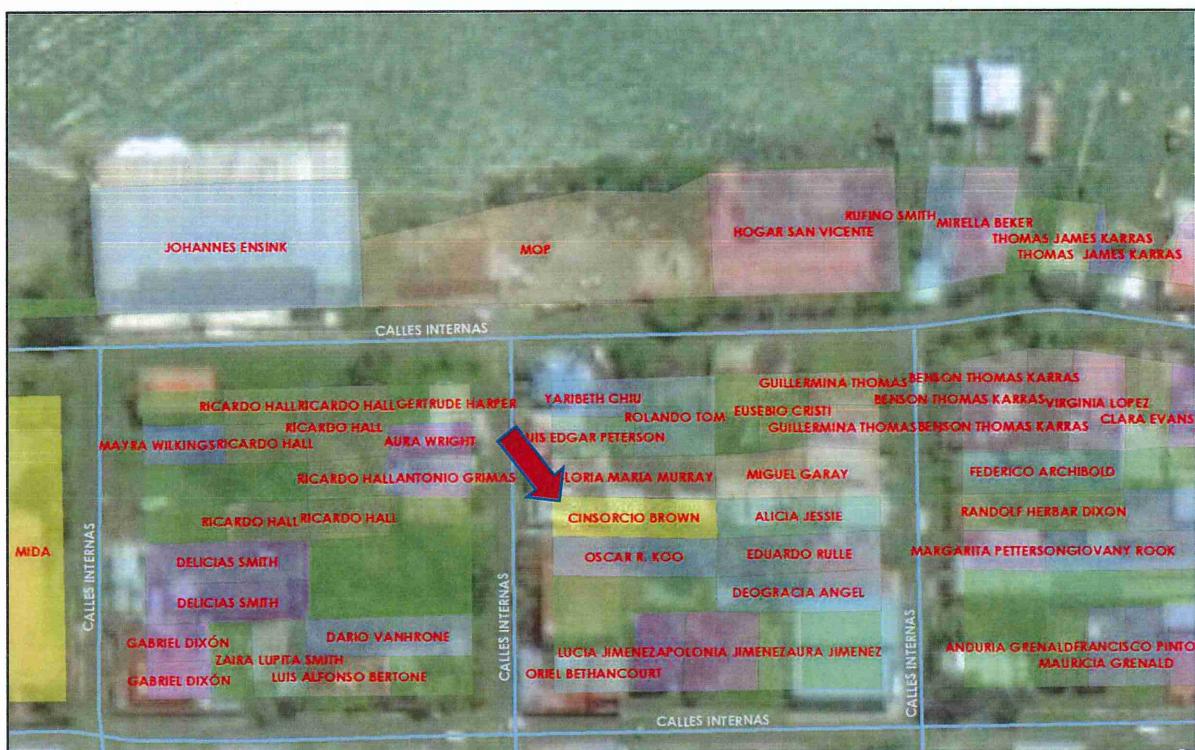 RUFINO SMITH
MIRELLA BEKER
JOHANNES ENSINK
MOP
HOGAR SAN VICENTE
THOMAS JAMES KARRAS
THOMAS JAMES KARRAS
CALLES INTERNAS
RICARDO HALL
RICARDO HALL
GERTRUDE HARPER
RICARDO HALL
MAYRA WILKINGS
RICARDO HALL
AURA WRIGHT
RICARDO HALL
ANTONIO GRIMAS
RICARDO HALL
RICARDO HALL
MIDA
CALLES INTERNAS
DELICIAS SMITH
DELICIAS SMITH
GABRIEL DIXÓN
ZAIRA LUPITA SMITH
DARIO VANHRONE
GABRIEL DIXÓN
LUIS ALFONSO BERTONE
CALLES INTERNAS
YARIBETH CHIU
ROLANDO TOM
UIS EDGAR PETERSON
GUILLERMINA THOMAS
EUSEBIO CRISTI
GUILLERMINA THOMAS
LORIA MARIA MURRAY
MIGUEL GARAY
CINSORCIO BROWN
ALICIA JESSIE
OSCAR R. KOO
EDUARDO RULLE
DEOGRACIA ANGEL
LUCIA JIMENEZ
APOLONIA JIMENEZ
AURA JIMENEZ
ORIEL BETHANCOURT
CALLES INTERNAS
CALLES INTERNAS
BENSON THOMAS KARRAS
BENSON THOMAS KARRAS
VIRGINIA LOPEZ
BENSON THOMAS KARRAS
CLARA EVANS
FEDERICO ARCHIBOLD
RANDOLF HERBAR DIXON
MARGARITA PETTERSON
GIOVANY ROOK
ANDURIA GRENALD
FRANCISCO PINTO
MAURICIA GRENALD